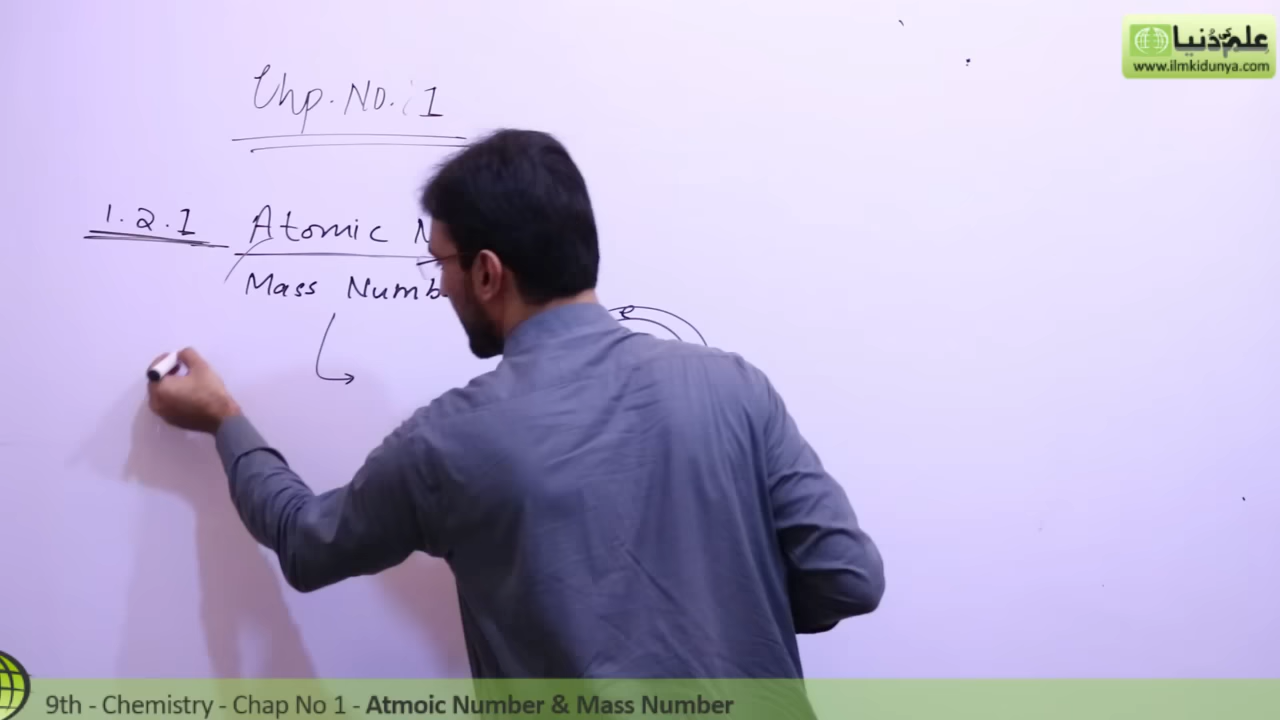 علم کی دُنیا
www.ilmkidunya.com
Chp. No. 1
1.2.1 Atomic N
Mass Numb
e
9th - Chemistry - Chap No 1 - Atmoic Number & Mass Number